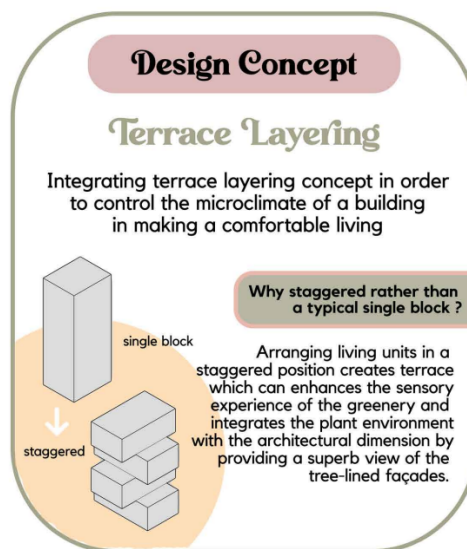 Design Concept
Terrace Layering
Integrating terrace layering concept in order
to control the microclimate of a building
in making a comfortable living
single block
staggered
Why staggered rather than
a typical single block ?
Arranging living units in a
staggered position creates terrace
which can enhances the sensory
experience of the greenery and
integrates the plant environment
with the architectural dimension by
providing a superb view of the
tree-lined façades.